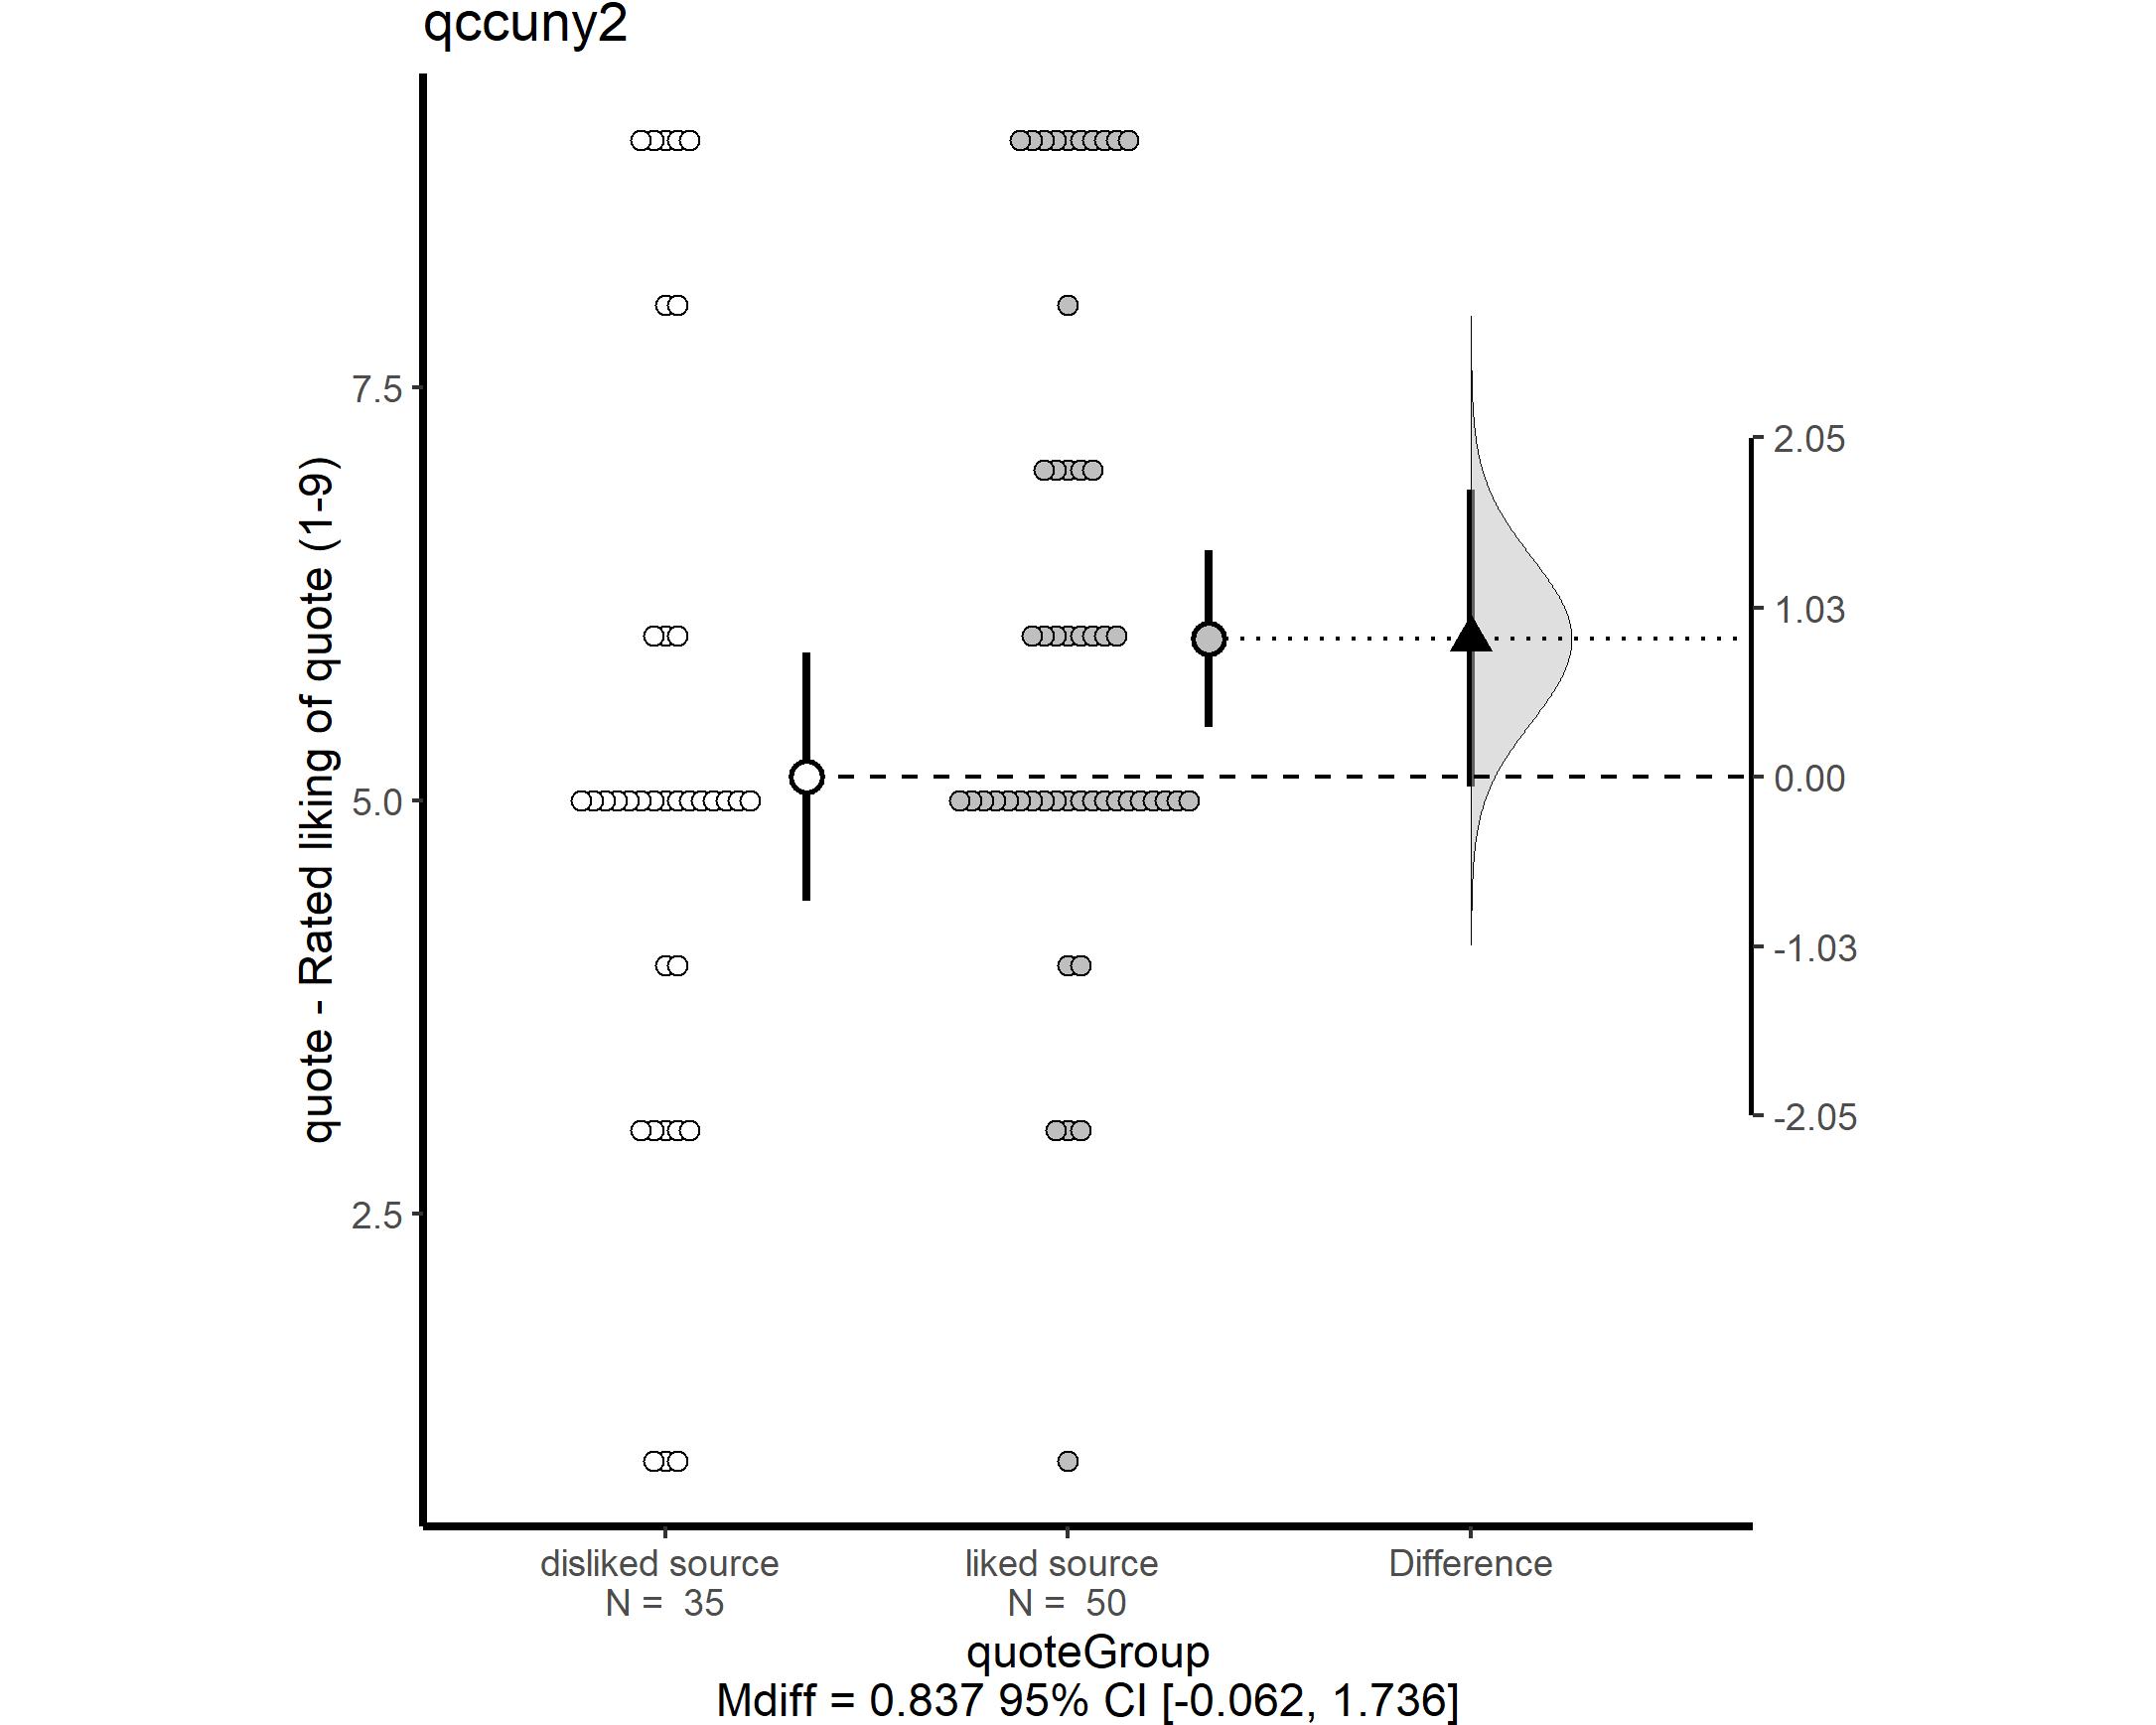 qccuny2
quote - Rated liking of quote (1-9)
7.5
5.0
2.5
2.05
1.03
0.00
-1.03
-2.05
disliked source
N =  35
liked source
N =  50
Difference
quoteGroup
Mdiff = 0.837 95% CI [-0.062, 1.736]